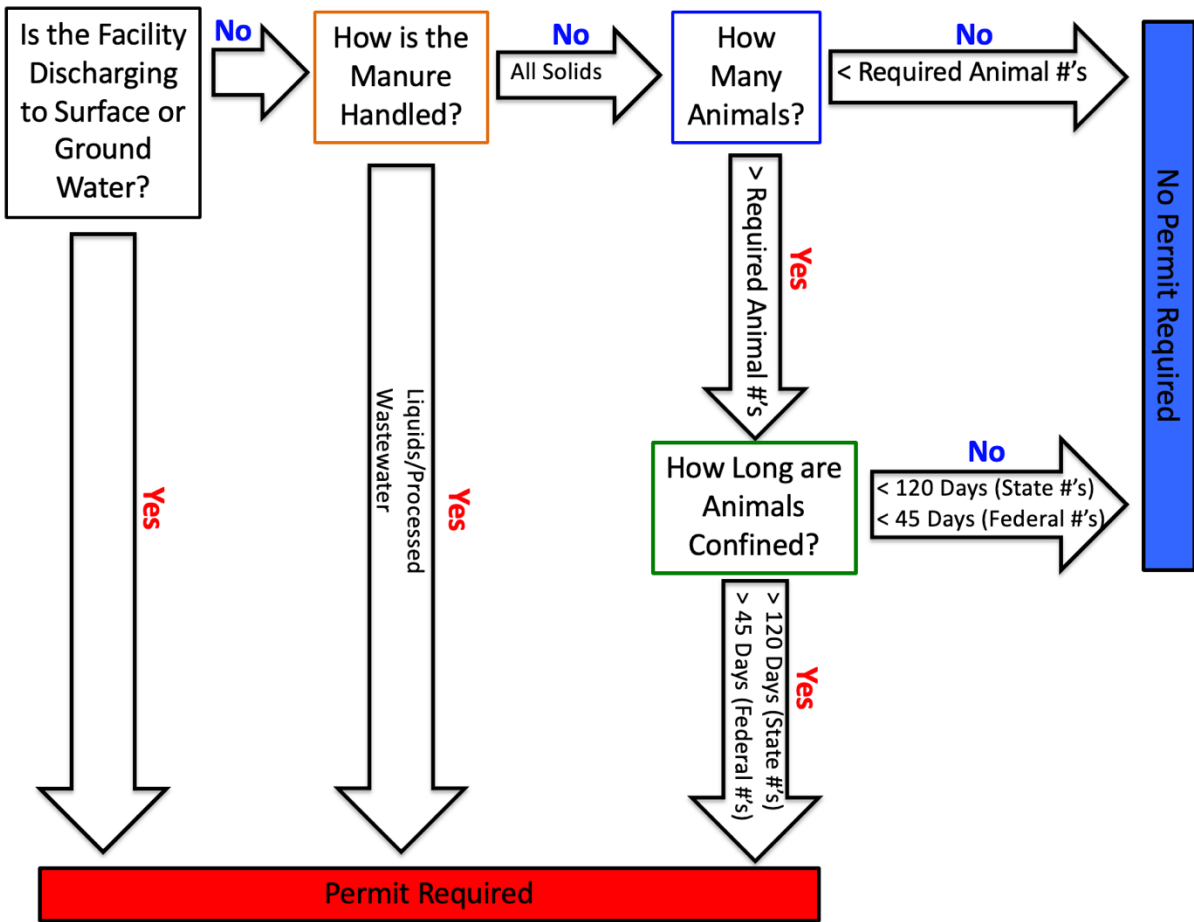 Is the Facility
Discharging
to Surface or
Ground
Water?
No
How is the
Manure
Handled?
No
All Solids
How
Many
Animals?
No
< Required Animal #'s
No Permit Required
> Required Animal #'s
Yes
Yes
Liquids/Processed
Wastewater
Yes
How Long are
Animals
Confined?
No
< 120 Days (State #'s)
< 45 Days (Federal #'s)
> 120 Days (State #'s)
> 45 Days (Federal #'s)
Yes
Permit Required